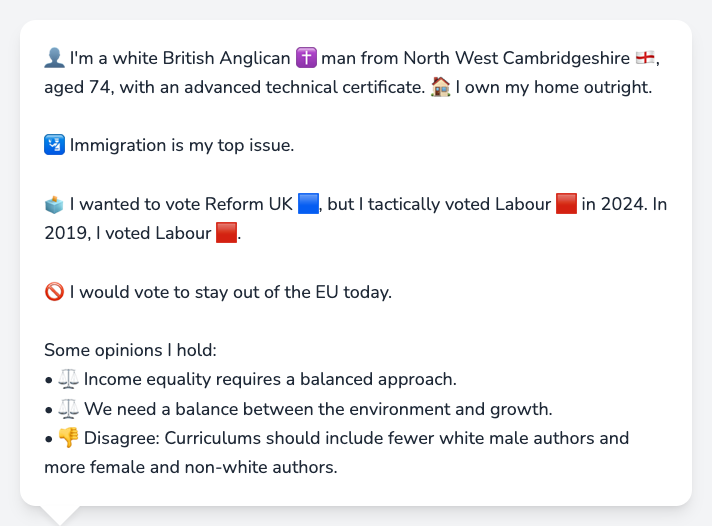 👤 I'm a white British Anglican ✝️ man from North West Cambridgeshire 🏴󠁧󠁢󠁥󠁮󠁧󠁿,
aged 74, with an advanced technical certificate. 🏠 I own my home outright.
🛂 Immigration is my top issue.
🗳️ I wanted to vote Reform UK 🟦, but I tactically voted Labour 🟥 in 2024. In
2019, I voted Labour 🟥.
🚫 I would vote to stay out of the EU today.
Some opinions I hold:
• ⚖️ Income equality requires a balanced approach.
• ⚖️ We need a balance between the environment and growth.
• 👎 Disagree: Curriculums should include fewer white male authors and
more female and non-white authors.